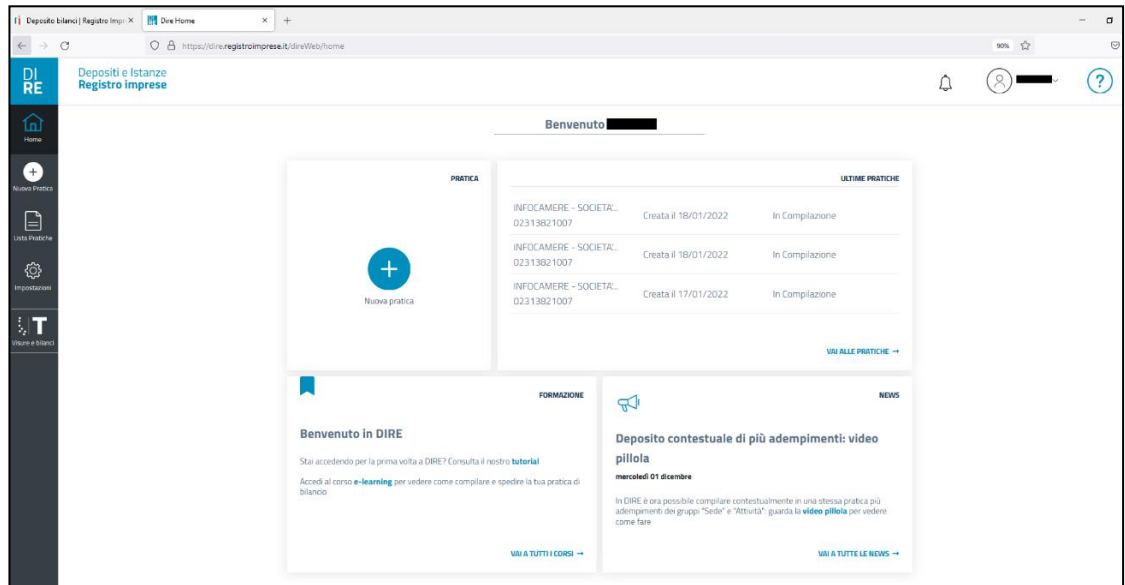 Deposito bilanci | Registro Impr
Dire Home
https://dire.registroimprese.it/direWeb/home
90%
DI
RE
Depositi e Istanze
Registro imprese
?
Home
Nuova Pratica
Lista Pratiche
Impostazioni
T
Visure e bilanci
Benvenuto
PRATICA
Nuova pratica
ULTIME PRATICHE
INFOCAMERE - SOCIETA'...
02313821007
Creata il 18/01/2022
In Compilazione
INFOCAMERE - SOCIETA'...
02313821007
Creata il 18/01/2022
In Compilazione
INFOCAMERE - SOCIETA'...
02313821007
Creata il 17/01/2022
In Compilazione
VAI ALLE PRATICHE →
FORMAZIONE
Benvenuto in DIRE
Stai accedendo per la prima volta a DIRE? Consulta il nostro tutorial
Accedi al corso e-learning per vedere come compilare e spedire la tua pratica di
bilancio
VAI A TUTTI I CORSI →
NEWS
Deposito contestuale di più adempimenti: video
pillola
mercoledì 01 dicembre
In DIRE è ora possibile compilare contestualmente in una stessa pratica più
adempimenti dei gruppi "Sede" e "Attività": guarda la video pillola per vedere
come fare
VAI A TUTTE LE NEWS →